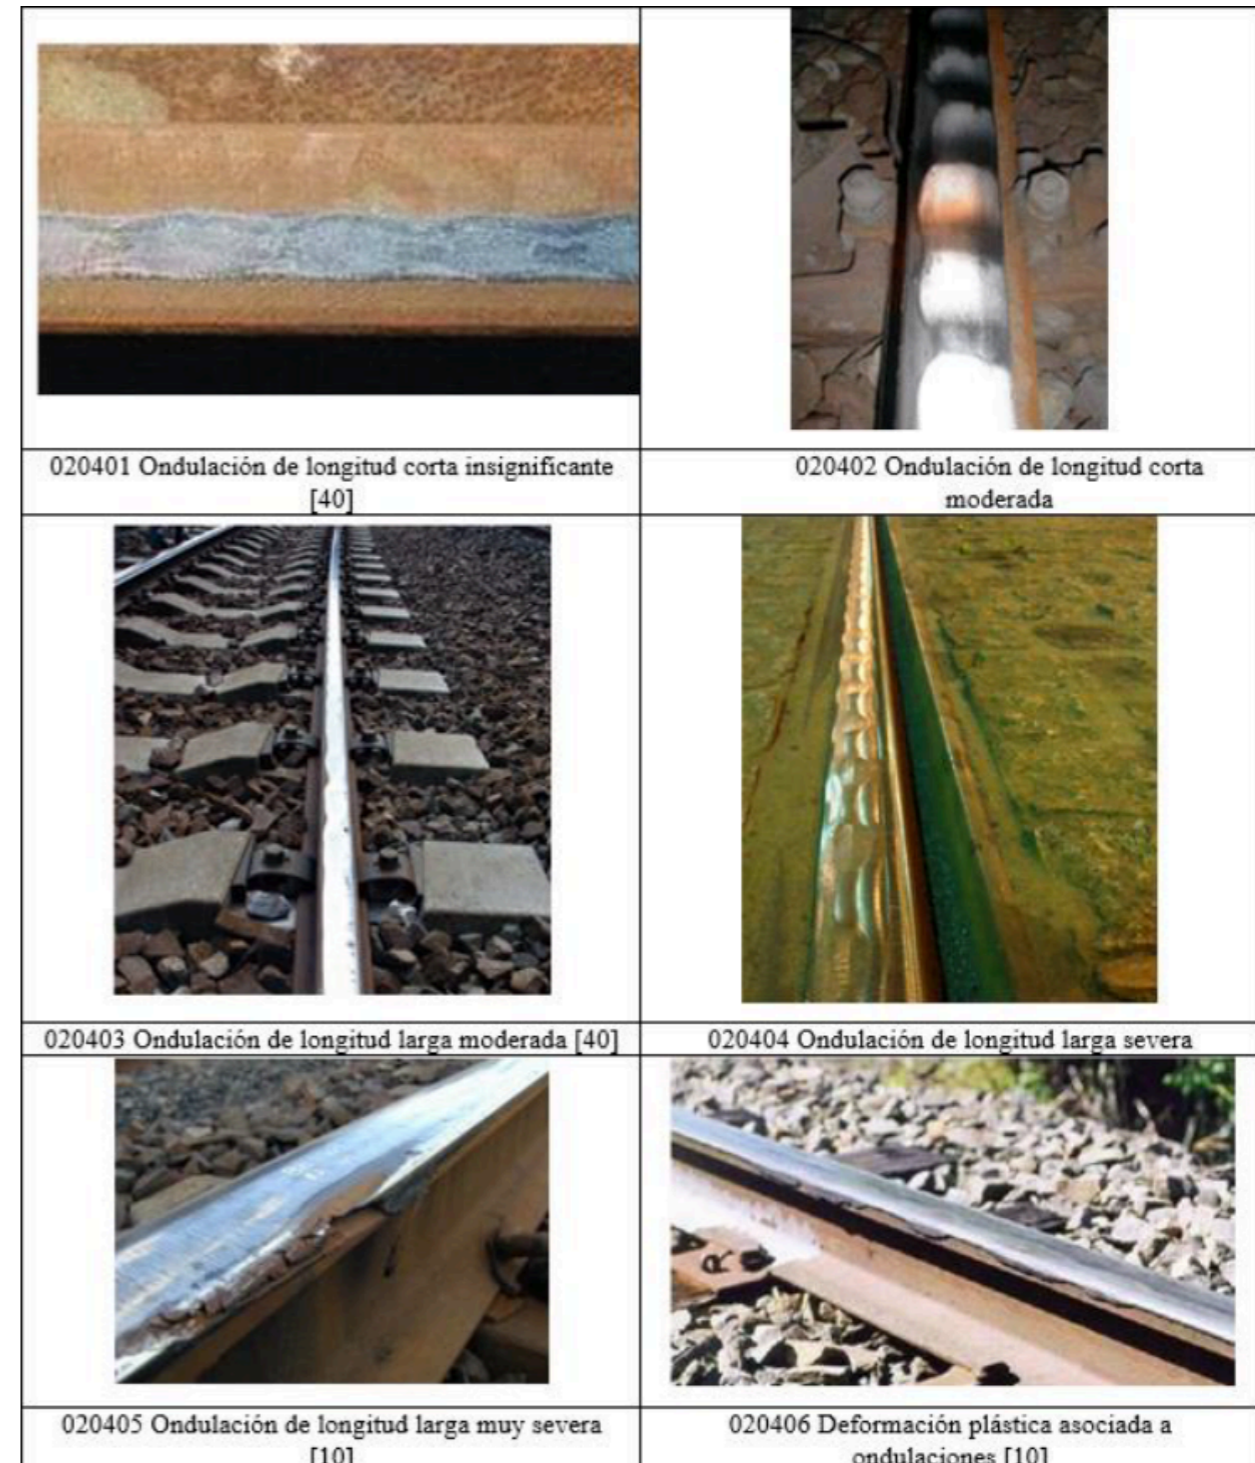 020401 Ondulación de longitud corta insignificante
[40]
020402 Ondulación de longitud corta
moderada
020403 Ondulación de longitud larga moderada [40]
020404 Ondulación de longitud larga severa
020405 Ondulación de longitud larga muy severa
[10]
020406 Deformación plástica asociada a
ondulaciones [10]